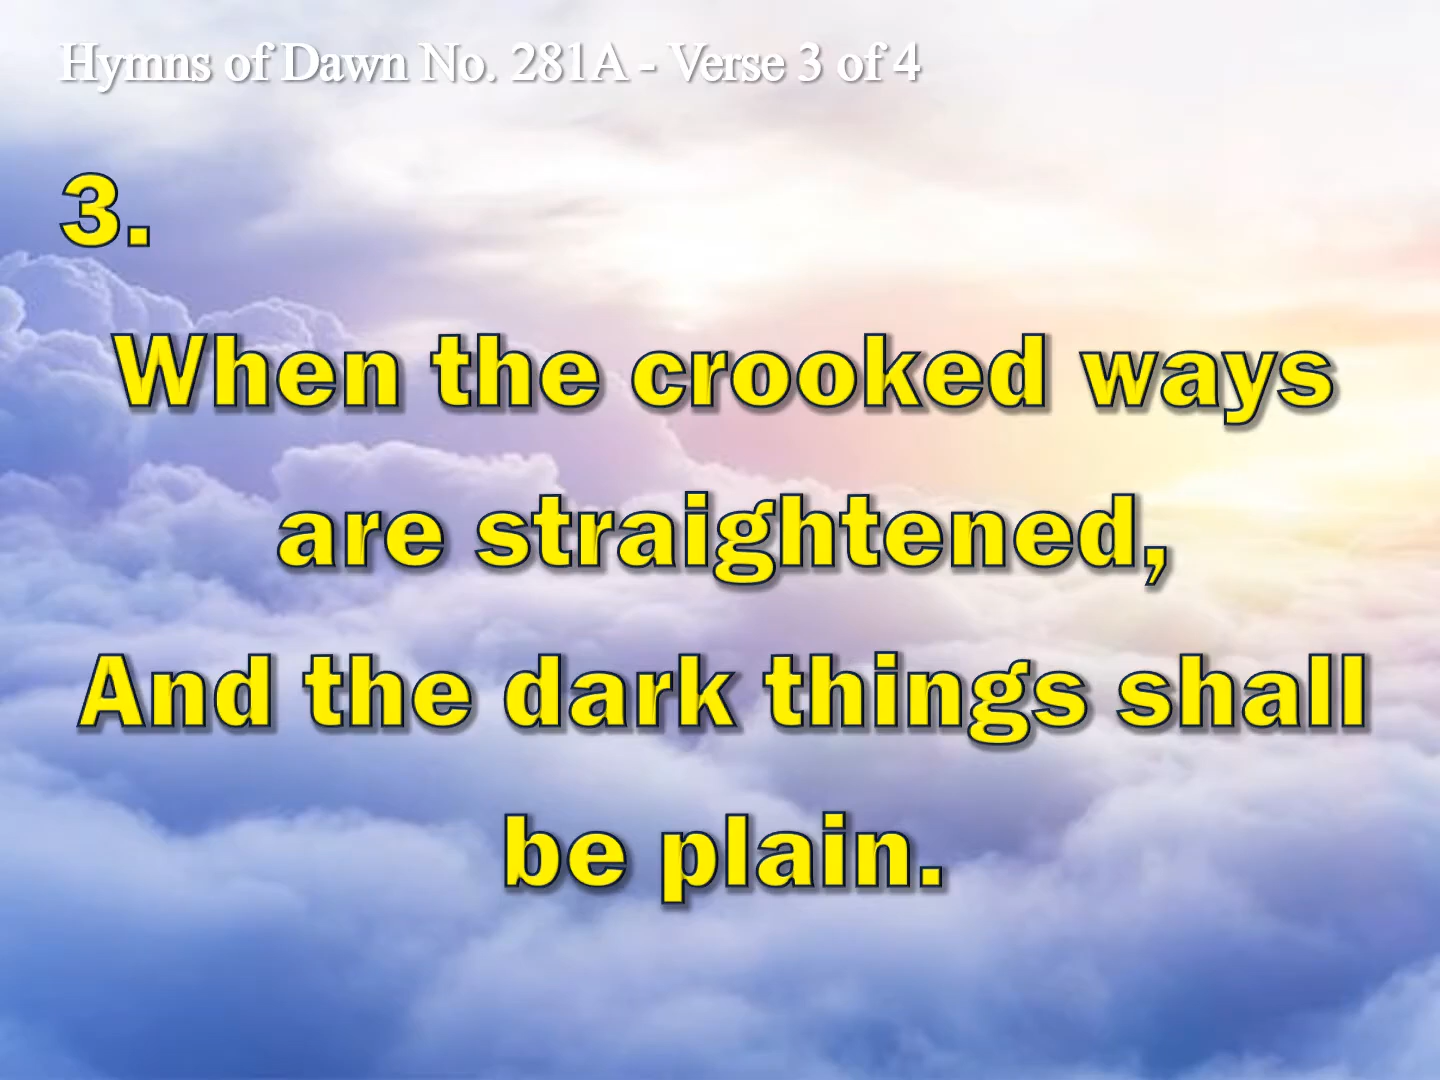 Hymns of Dawn No. 281A - Verse 3 of 4
3.
When the crooked ways
are straightened,
And the dark things shall
be plain.